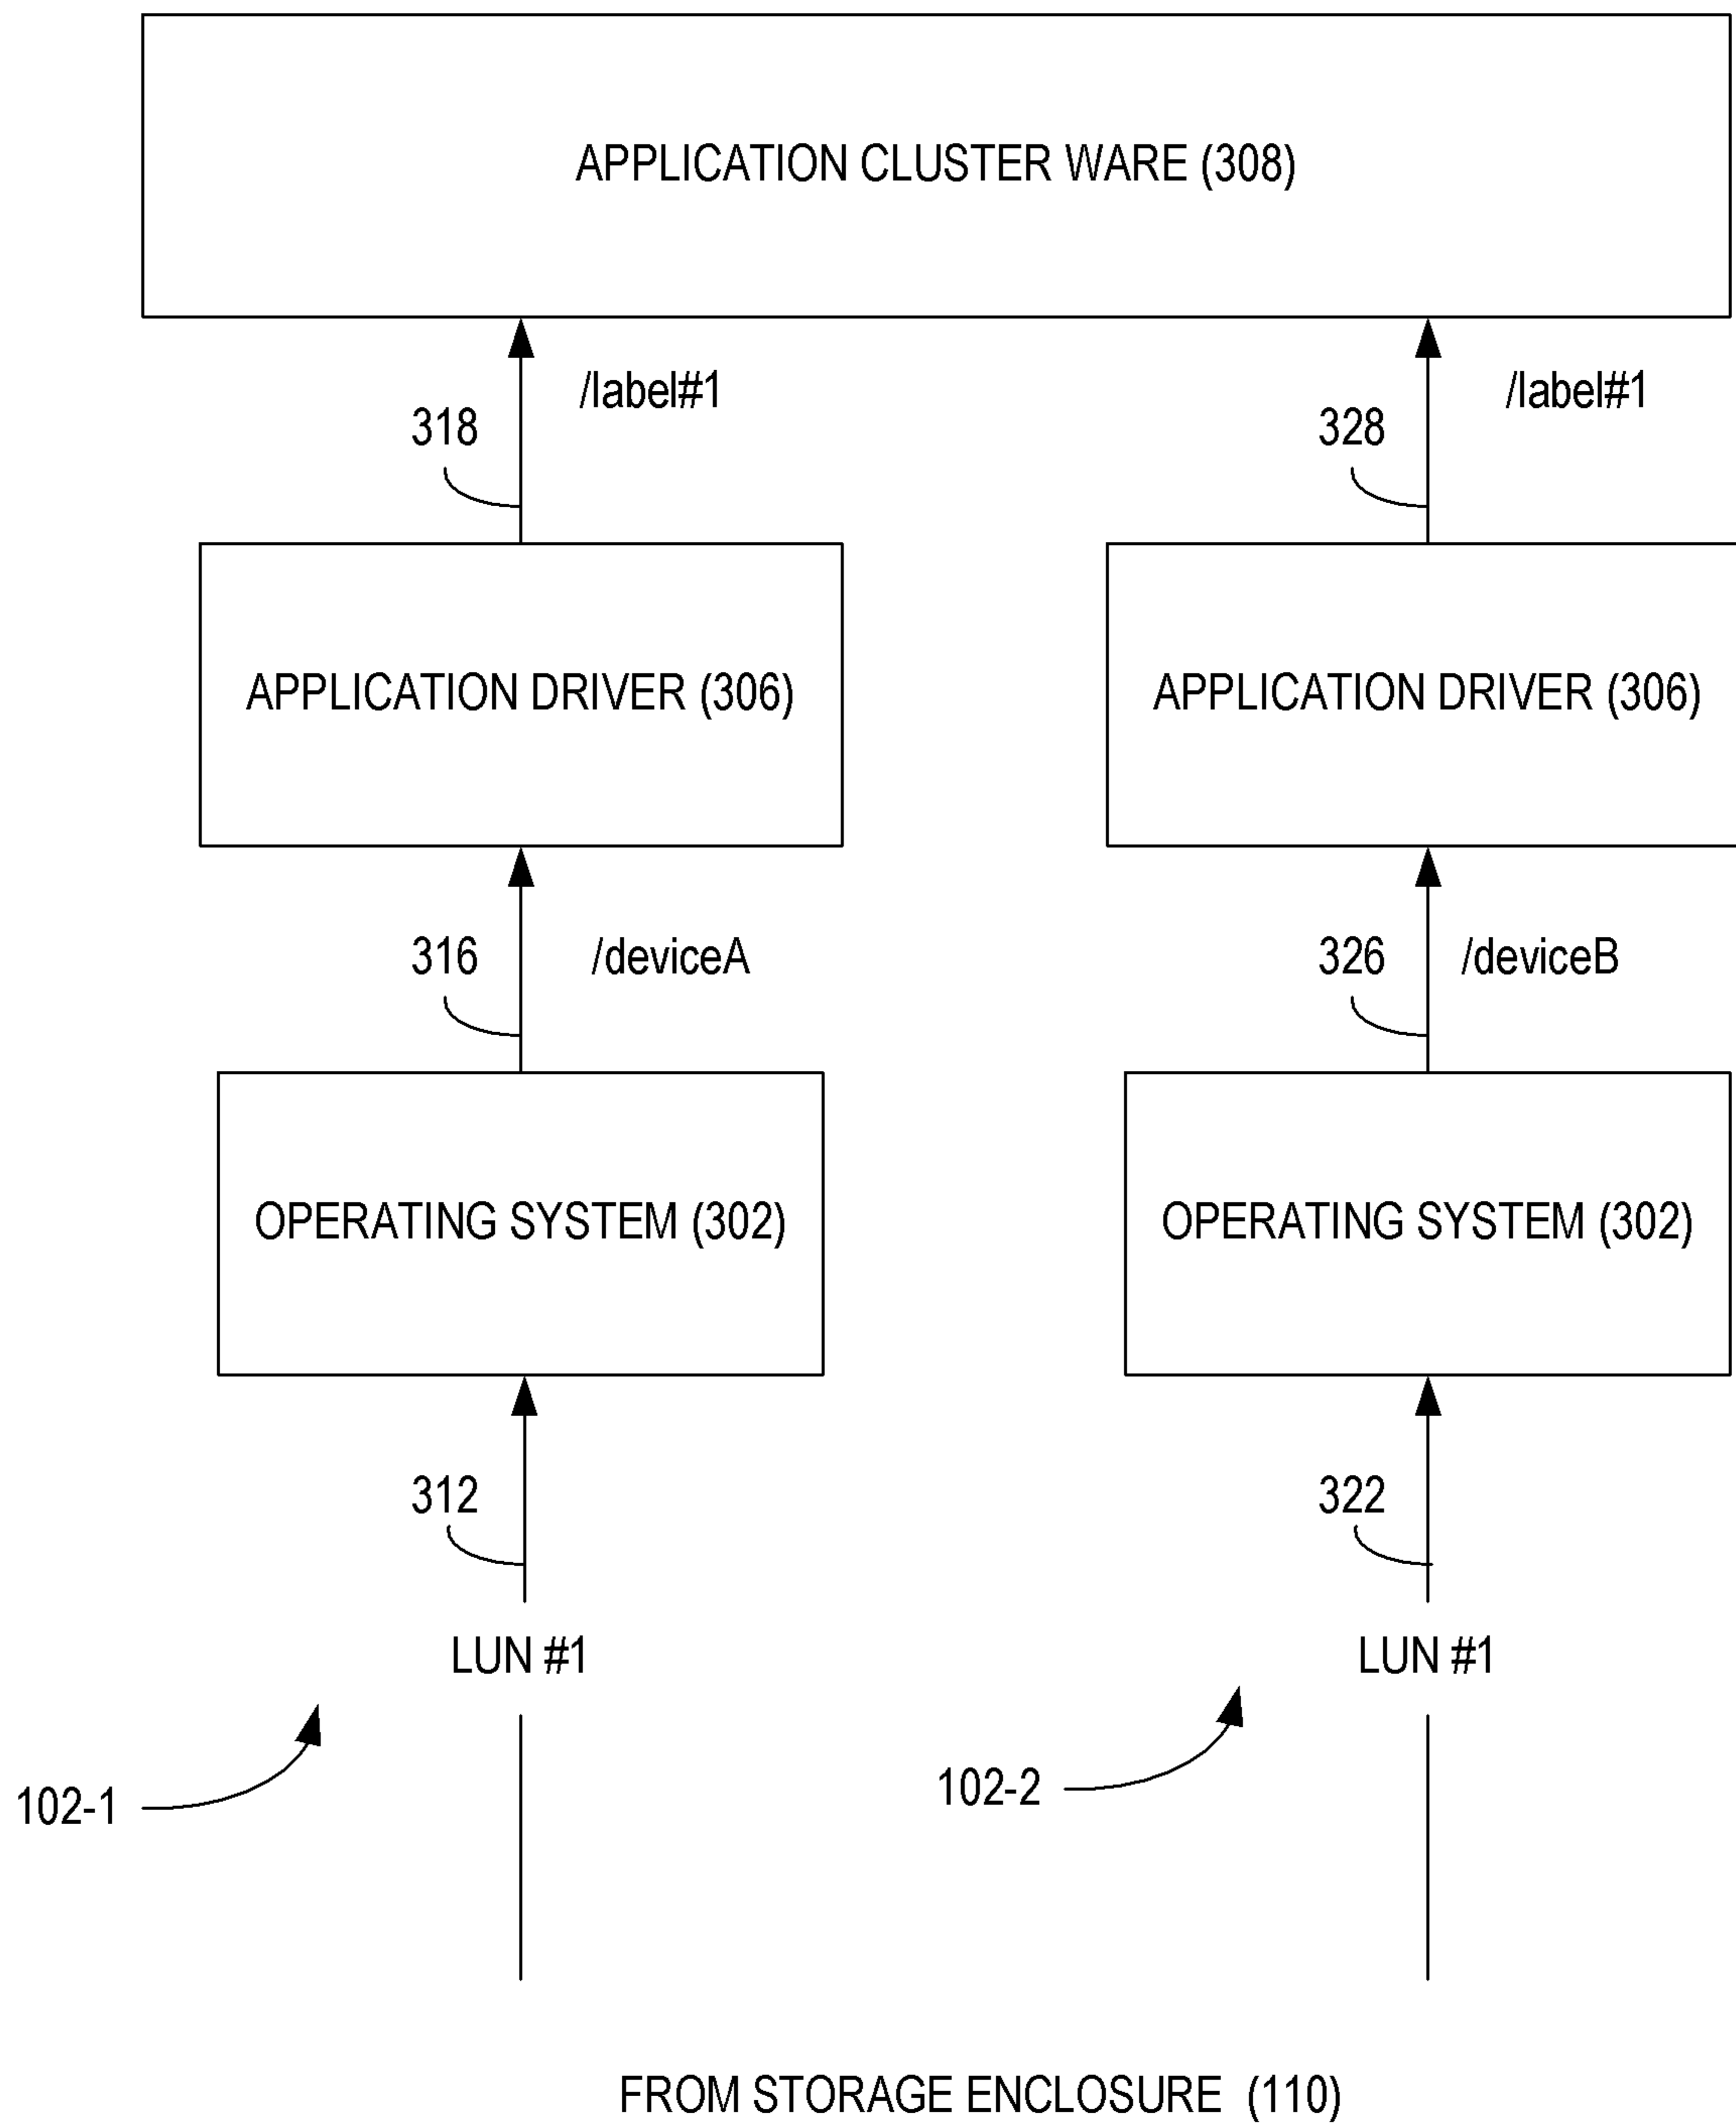 APPLICATION CLUSTER WARE (308)
/label#1
/label#1
318
328
APPLICATION DRIVER (306)
APPLICATION DRIVER (306)
316
/deviceA
326
/deviceB
OPERATING SYSTEM (302)
OPERATING SYSTEM (302)
312
322
LUN #1
LUN #1
102-1
102-2
FROM STORAGE ENCLOSURE (110)